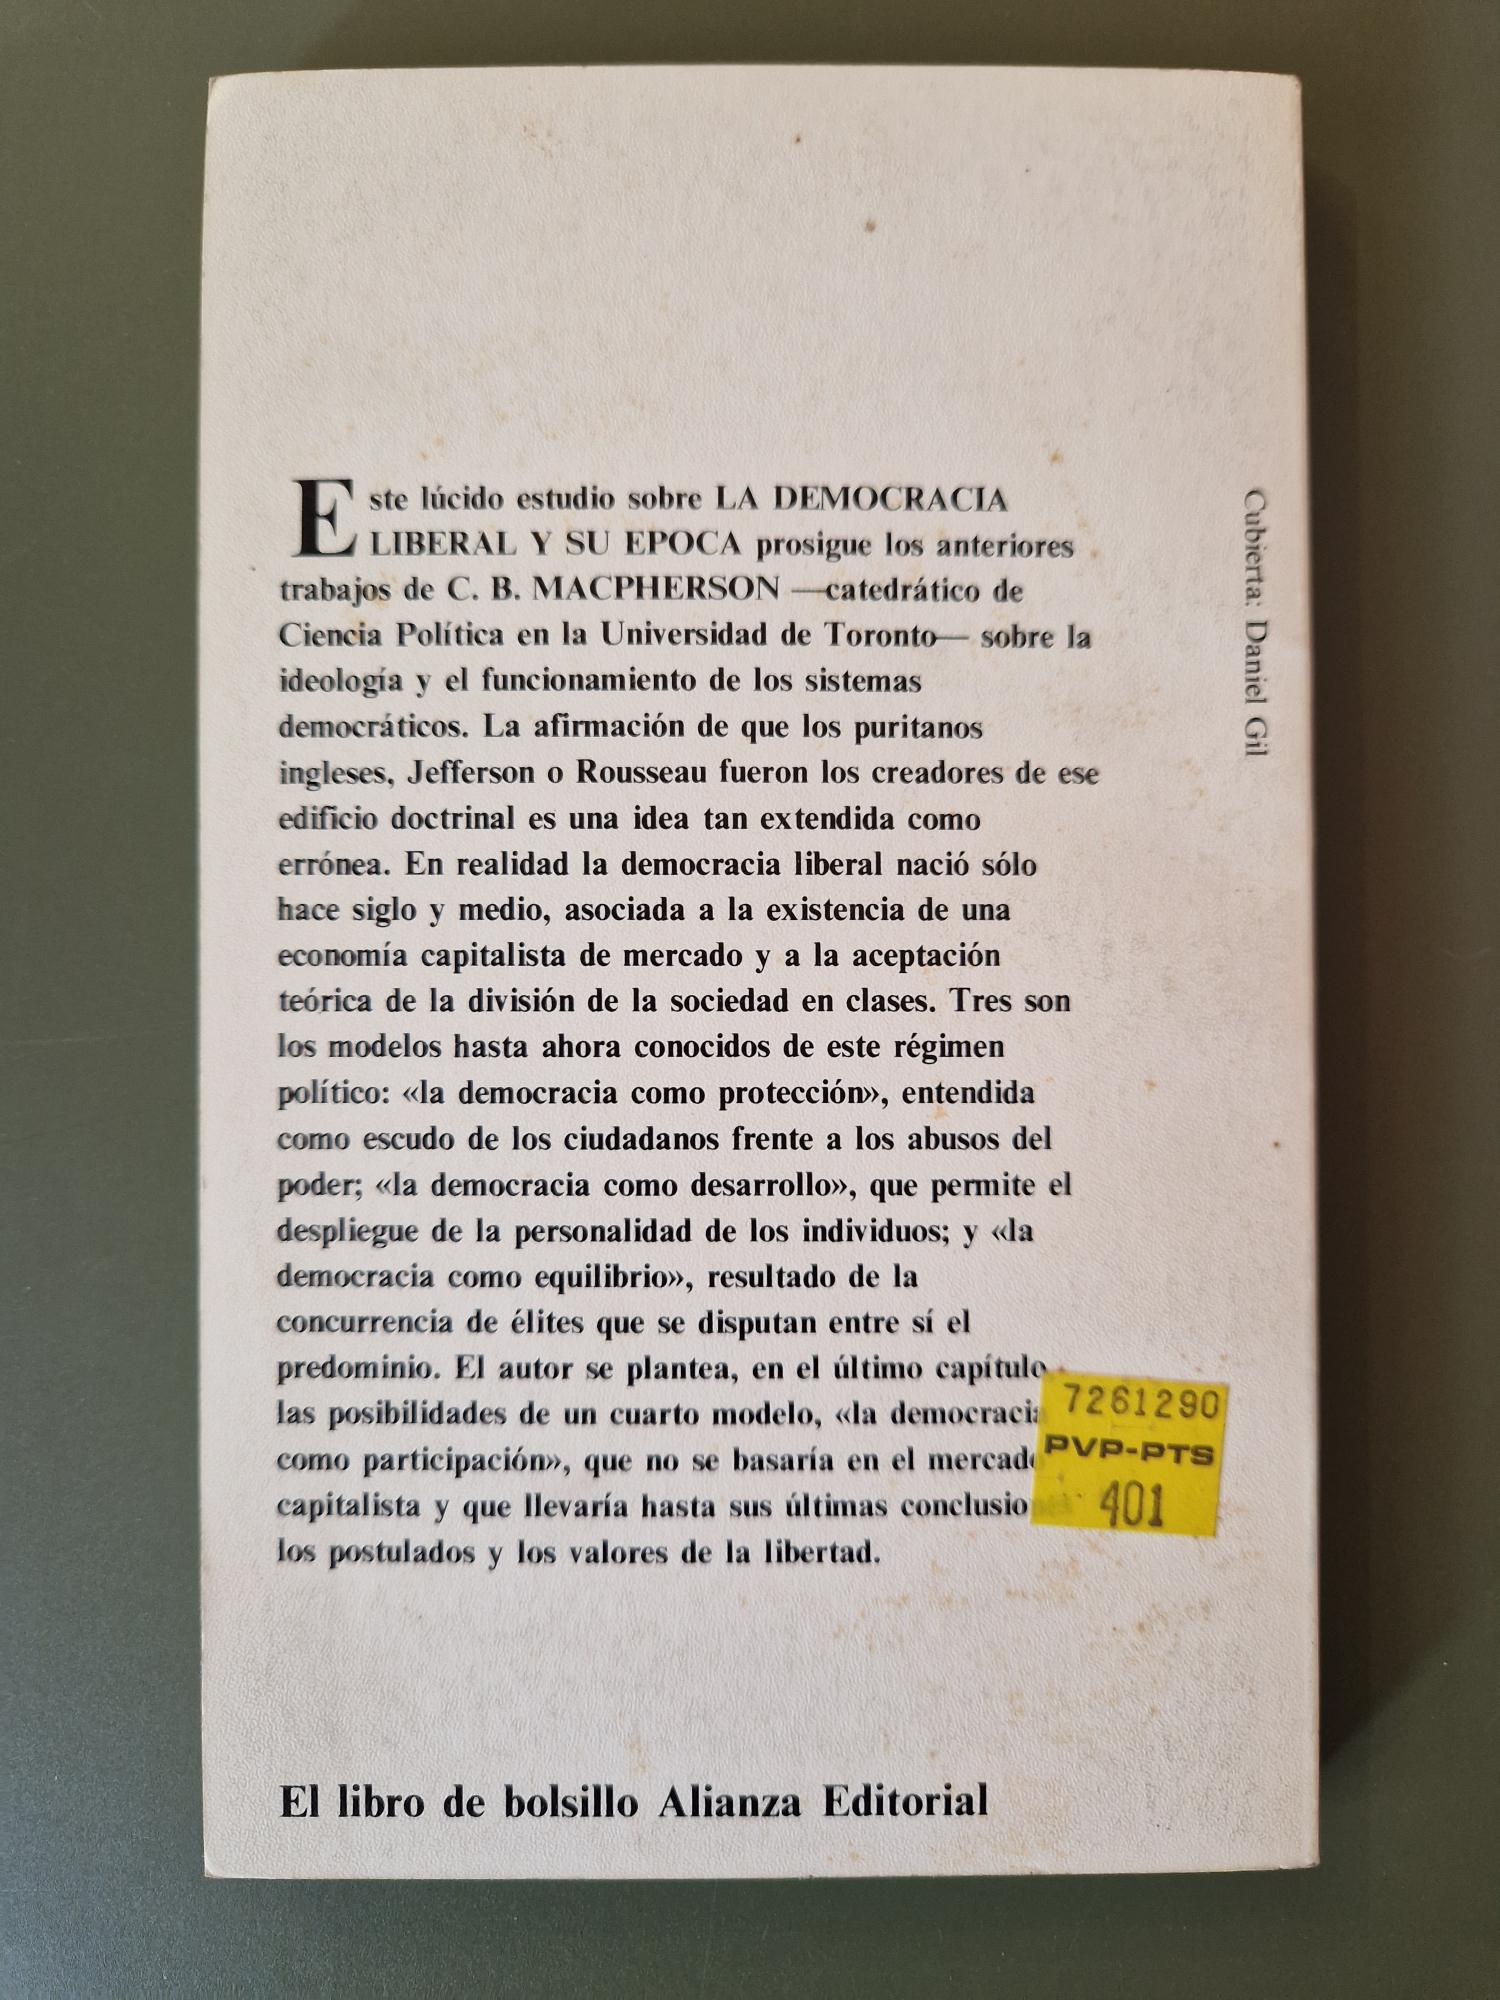 Este lúcido estudio sobre LA DEMOCRACIA
LIBERAL Y SU EPOCA prosigue los anteriores
trabajos de C. B. MACPHERSON —catedrático de
Ciencia Política en la Universidad de Toronto— sobre la
ideología y el funcionamiento de los sistemas
democráticos. La afirmación de que los puritanos
ingleses, Jefferson o Rousseau fueron los creadores de ese
edificio doctrinal es una idea tan extendida como
errónea. En realidad la democracia liberal nació sólo
hace siglo y medio, asociada a la existencia de una
economía capitalista de mercado y a la aceptación
teórica de la división de la sociedad en clases. Tres son
los modelos hasta ahora conocidos de este régimen
político: «la democracia como protección», entendida
como escudo de los ciudadanos frente a los abusos del
poder; «la democracia como desarrollo», que permite el
despliegue de la personalidad de los individuos; y «la
democracia como equilibrio», resultado de la
concurrencia de élites que se disputan entre sí el
predominio. El autor se plantea, en el último capítulo
las posibilidades de un cuarto modelo, «la democracia
como participación», que no se basaría en el mercado
capitalista y que llevaría hasta sus últimas conclusio
los postulados y los valores de la libertad.
7261290
PVP-PTS
401
Cubierta: Daniel Gil
El libro de bolsillo Alianza Editorial